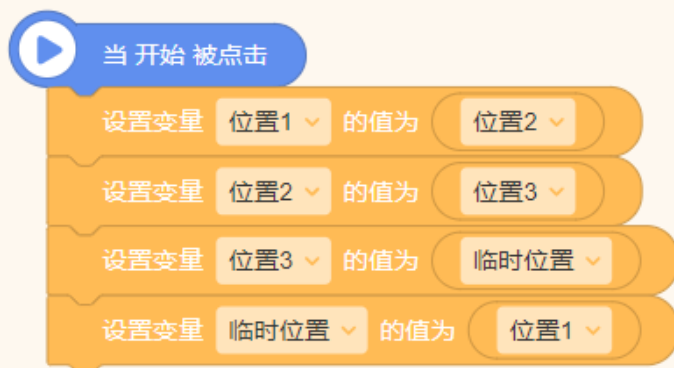 当 开始 被点击
设置变量 位置1 的值为 位置2
设置变量 位置2 的值为 位置3
设置变量 位置3 的值为 临时位置
设置变量 临时位置 的值为 位置1